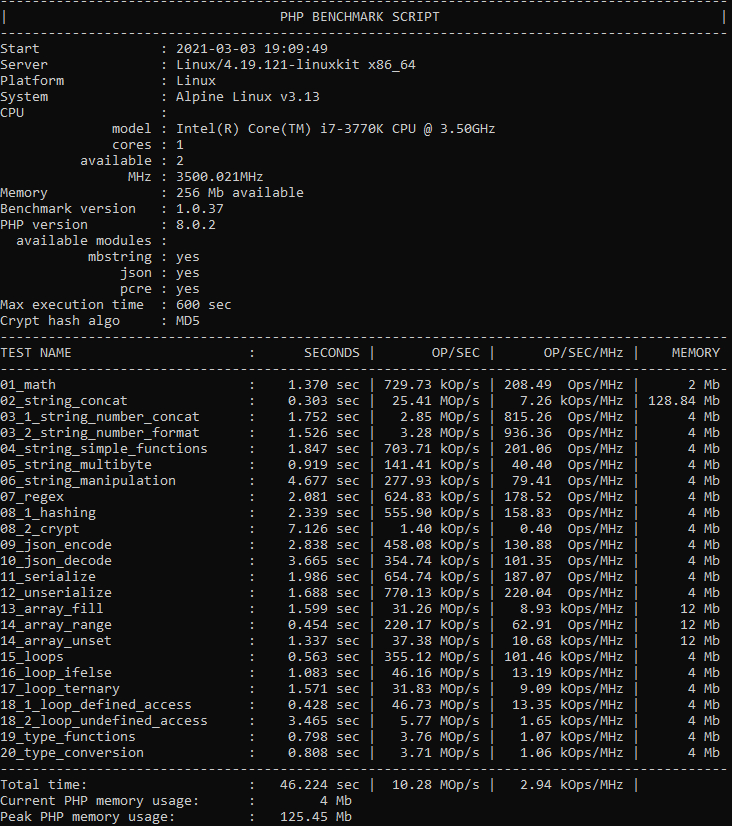 --------------------------------------------------------------------------------------------
|                                  PHP BENCHMARK SCRIPT                                   |
--------------------------------------------------------------------------------------------
Start               : 2021-03-03 19:09:49
Server              : Linux/4.19.121-linuxkit x86_64
Platform            : Linux
System              : Alpine Linux v3.13
CPU                 :
              model : Intel(R) Core(TM) i7-3770K CPU @ 3.50GHz
              cores : 1
          available : 2
                MHz : 3500.021MHz
Memory              : 256 Mb available
Benchmark version   : 1.0.37
PHP version         : 8.0.2
  available modules :
           mbstring : yes
               json : yes
               pcre : yes
Max execution time  : 600 sec
Crypt hash algo     : MD5
--------------------------------------------------------------------------------------------
TEST NAME                      :      SECONDS |       OP/SEC |      OP/SEC/MHz |    MEMORY
--------------------------------------------------------------------------------------------
01_math                        :    1.370 sec | 729.73 kOp/s | 208.49  Ops/MHz |      2 Mb
02_string_concat               :    0.303 sec |  25.41 MOp/s |   7.26 kOps/MHz | 128.84 Mb
03_1_string_number_concat      :    1.752 sec |   2.85 MOp/s | 815.26  Ops/MHz |      4 Mb
03_2_string_number_format      :    1.526 sec |   3.28 MOp/s | 936.36  Ops/MHz |      4 Mb
04_string_simple_functions     :    1.847 sec | 703.71 kOp/s | 201.06  Ops/MHz |      4 Mb
05_string_multibyte            :    0.919 sec | 141.41 kOp/s |  40.40  Ops/MHz |      4 Mb
06_string_manipulation         :    4.677 sec | 277.93 kOp/s |  79.41  Ops/MHz |      4 Mb
07_regex                       :    2.081 sec | 624.83 kOp/s | 178.52  Ops/MHz |      4 Mb
08_1_hashing                   :    2.339 sec | 555.90 kOp/s | 158.83  Ops/MHz |      4 Mb
08_2_crypt                     :    7.126 sec |   1.40 kOp/s |   0.40  Ops/MHz |      4 Mb
09_json_encode                 :    2.838 sec | 458.08 kOp/s | 130.88  Ops/MHz |      4 Mb
10_json_decode                 :    3.665 sec | 354.74 kOp/s | 101.35  Ops/MHz |      4 Mb
11_serialize                   :    1.986 sec | 654.74 kOp/s | 187.07  Ops/MHz |      4 Mb
12_unserialize                 :    1.688 sec | 770.13 kOp/s | 220.04  Ops/MHz |      4 Mb
13_array_fill                  :    1.599 sec |  31.26 MOp/s |   8.93 kOps/MHz |     12 Mb
14_array_range                 :    0.454 sec | 220.17 kOp/s |  62.91  Ops/MHz |     12 Mb
14_array_unset                 :    1.337 sec |  37.38 MOp/s |  10.68 kOps/MHz |     12 Mb
15_loops                       :    0.563 sec | 355.12 MOp/s | 101.46 kOps/MHz |      4 Mb
16_loop_ifelse                 :    1.083 sec |  46.16 MOp/s |  13.19 kOps/MHz |      4 Mb
17_loop_ternary                :    1.571 sec |  31.83 MOp/s |   9.09 kOps/MHz |      4 Mb
18_1_loop_defined_access       :    0.428 sec |  46.73 MOp/s |  13.35 kOps/MHz |      4 Mb
18_2_loop_undefined_access     :    3.465 sec |   5.77 MOp/s |   1.65 kOps/MHz |      4 Mb
19_type_functions              :    0.798 sec |   3.76 MOp/s |   1.07 kOps/MHz |      4 Mb
20_type_conversion             :    0.808 sec |   3.71 MOp/s |   1.06 kOps/MHz |      4 Mb
--------------------------------------------------------------------------------------------
Total time:                    :   46.224 sec |  10.28 MOp/s |   2.94 kOps/MHz |
Current PHP memory usage:      :        4 Mb
Peak PHP memory usage:         :   125.45 Mb